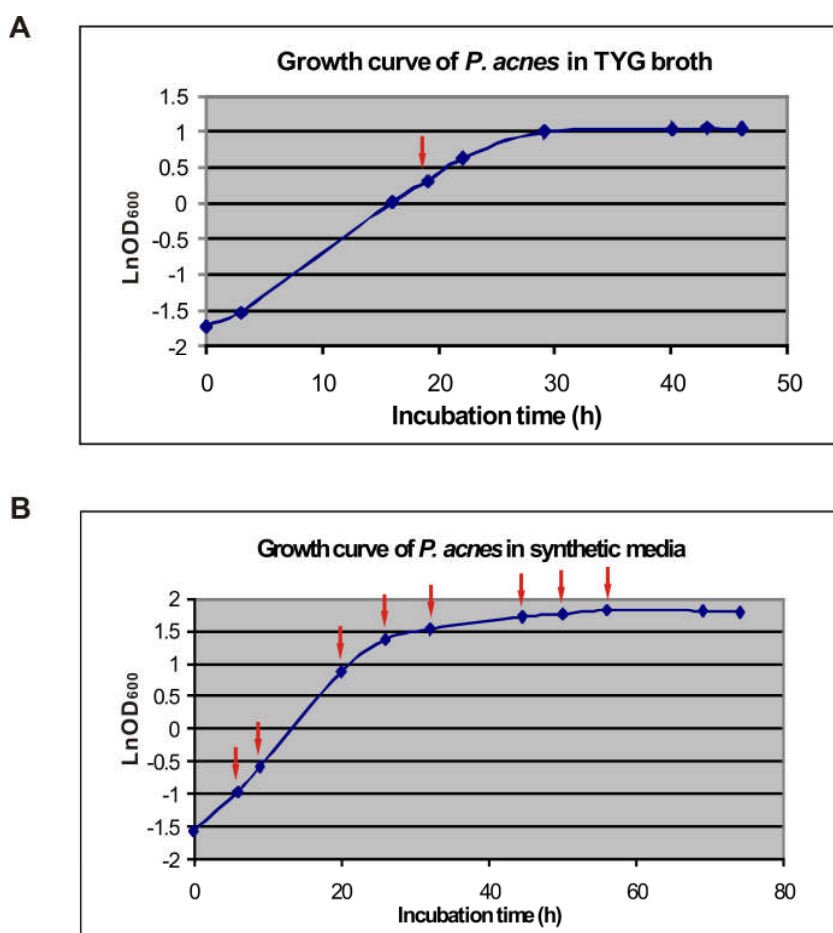 A
Growth curve of P. acnes in TYG broth
1.5
1
0.5
0
-0.5
-1
-1.5
-2
LnOD600
0 10 20 30 40 50
Incubation time (h)
B
Growth curve of P. acnes in synthetic media
2
1.5
1
0.5
0
-0.5
-1
-1.5
-2
LnOD600
0 20 40 60 80
Incubation time (h)